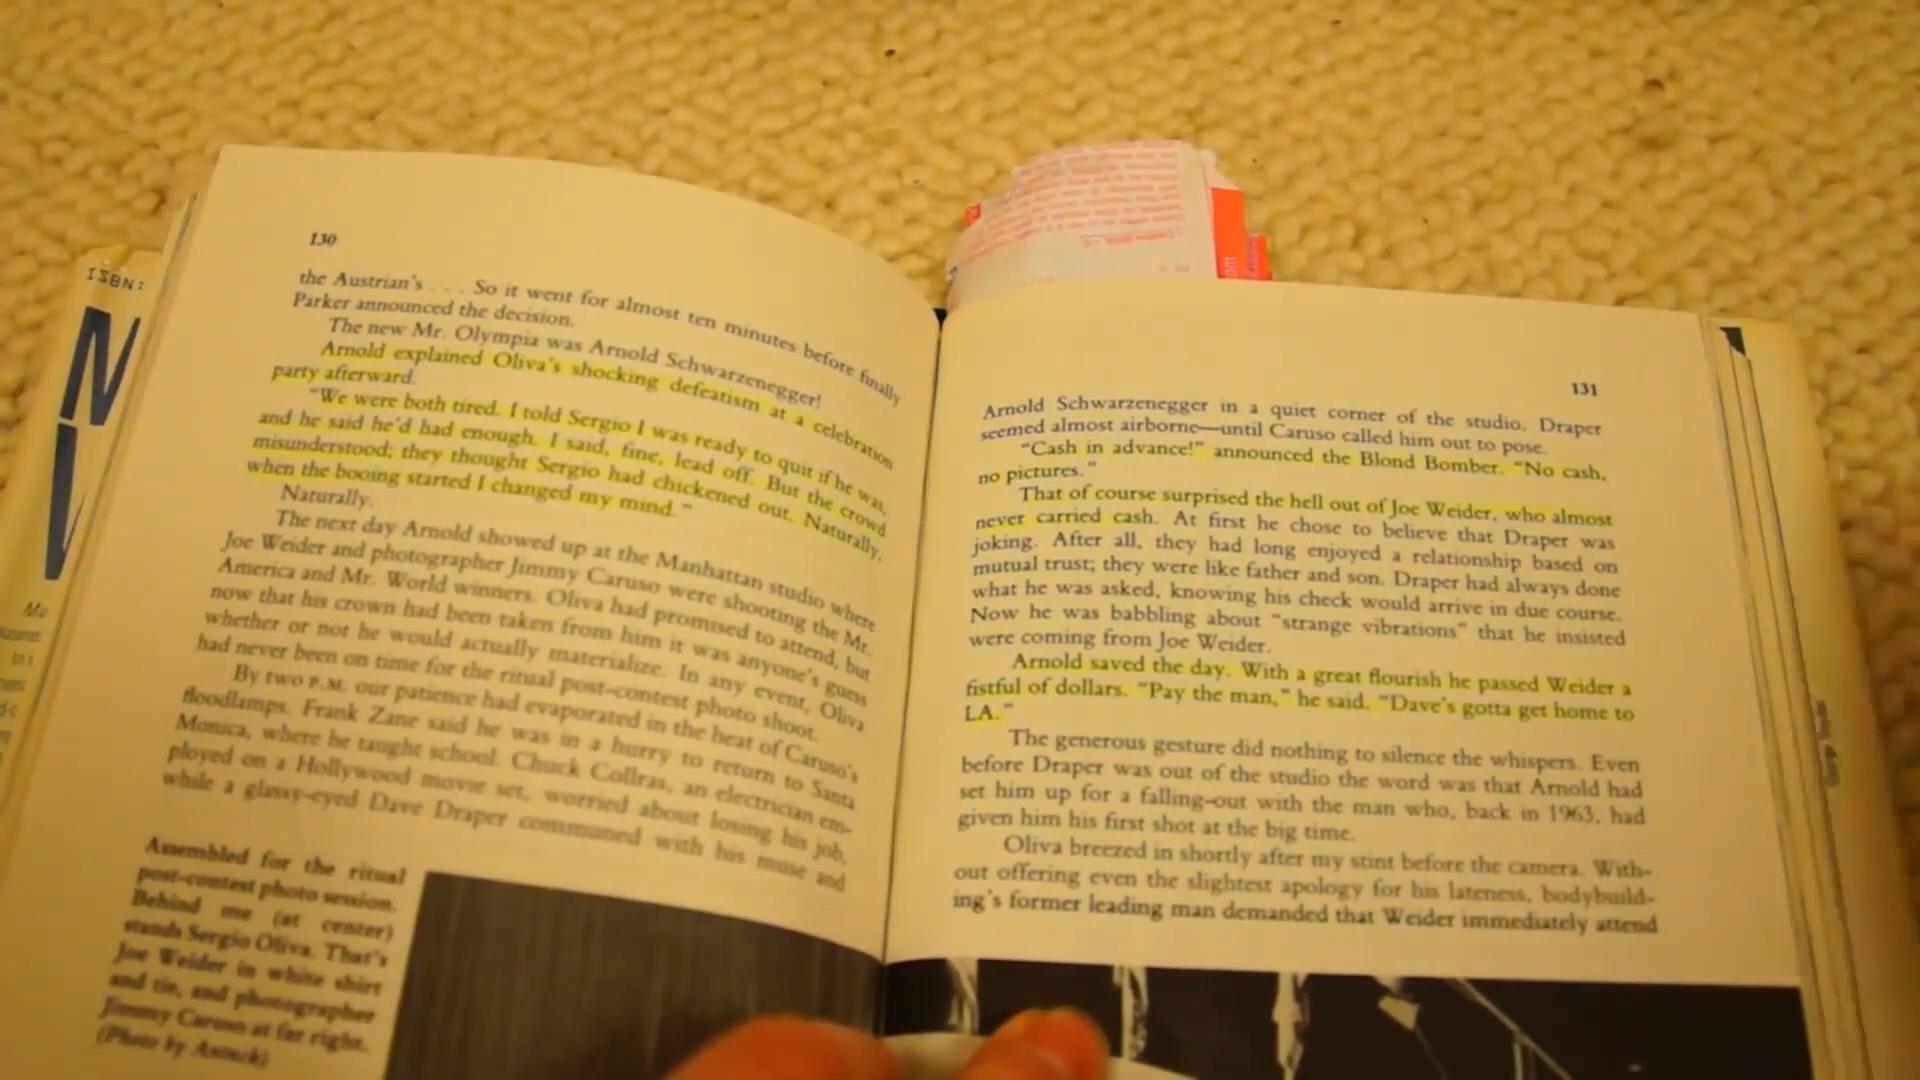 ISBN:
130
the Austrian's . . . So it went for almost ten minutes before finally
Parker announced the decision.
The new Mr. Olympia was Arnold Schwarzenegger!
Arnold explained Oliva's shocking defeatism at a celebration
party afterward.
"We were both tired. I told Sergio I was ready to quit if he was,
and he said he'd had enough. I said, fine, lead off. But the crowd
misunderstood; they thought Sergio had chickened out. Naturally,
when the booing started I changed my mind."
Naturally.
The next day Arnold showed up at the Manhattan studio where
Joe Weider and photographer Jimmy Caruso were shooting the Mr.
America and Mr. World winners. Oliva had promised to attend, but
now that his crown had been taken from him it was anyone's guess
whether or not he would actually materialize. In any event, Oliva
had never been on time for the ritual post-contest photo shoot.
By two P.M. our patience had evaporated in the heat of Caruso's
floodlamps. Frank Zane said he was in a hurry to return to Santa
Monica, where he taught school. Chuck Collras, an electrician em-
ployed on a Hollywood movie set, worried about losing his job,
while a glassy-eyed Dave Draper communed with his muse and
Assembled for the ritual
post-contest photo session.
Behind me (at center)
stands Sergio Oliva. That's
Joe Weider in white shirt
and tie, and photographer
Jimmy Caruso at far right.
(Photo by Antuck)
131
Arnold Schwarzenegger in a quiet corner of the studio. Draper
seemed almost airborne—until Caruso called him out to pose.
"Cash in advance!" announced the Blond Bomber. "No cash,
no pictures."
That of course surprised the hell out of Joe Weider, who almost
never carried cash. At first he chose to believe that Draper was
joking. After all, they had long enjoyed a relationship based on
mutual trust; they were like father and son. Draper had always done
what he was asked, knowing his check would arrive in due course.
Now he was babbling about "strange vibrations" that he insisted
were coming from Joe Weider.
Arnold saved the day. With a great flourish he passed Weider a
fistful of dollars. "Pay the man," he said. "Dave's gotta get home to
LA."
The generous gesture did nothing to silence the whispers. Even
before Draper was out of the studio the word was that Arnold had
set him up for a falling-out with the man who, back in 1963, had
given him his first shot at the big time.
Oliva breezed in shortly after my stint before the camera. With-
out offering even the slightest apology for his lateness, bodybuild-
ing's former leading man demanded that Weider immediately attend